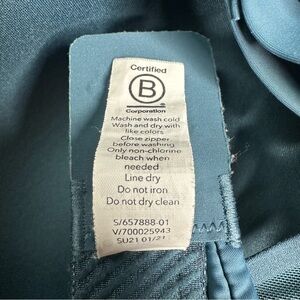 Certified
B
Corporation
Machine wash cold
Wash and dry with
like colors
Close zipper
before washing
Only non-chlorine
bleach when
needed
Line dry
Do not iron
Do not dry clean
S/657888-01
V/700025943
SU21 01/21